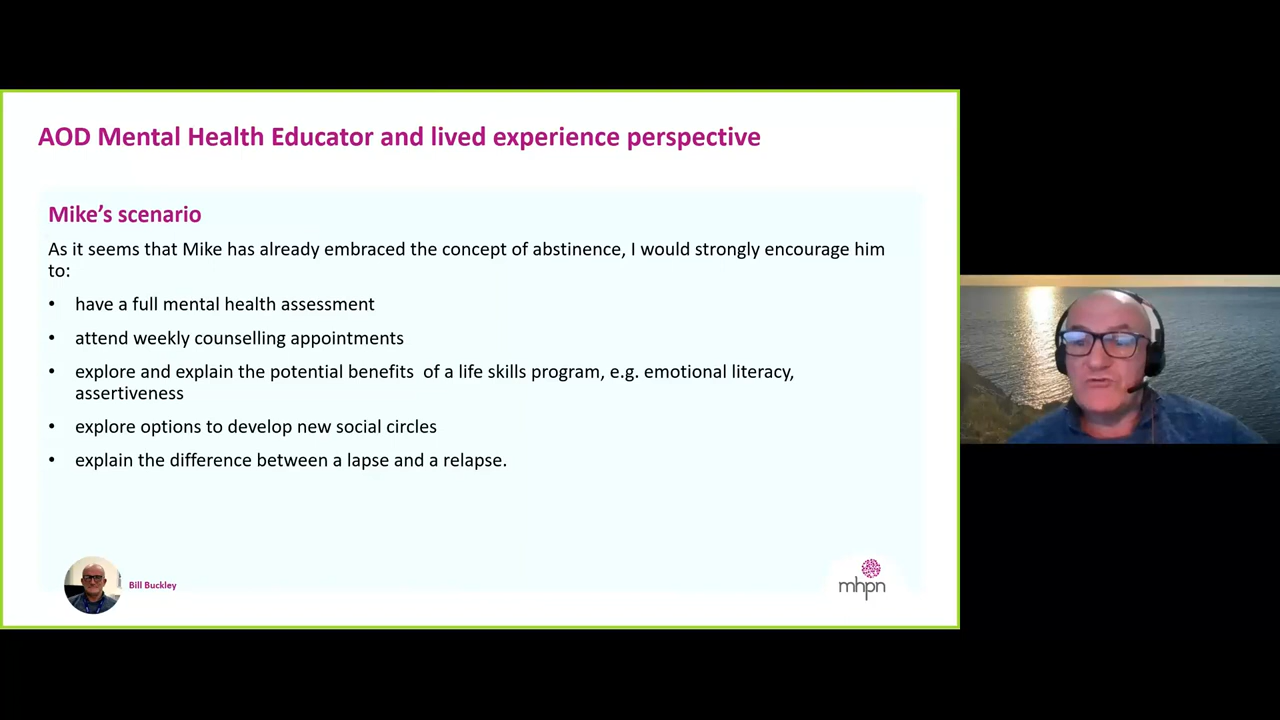 AOD Mental Health Educator and lived experience perspective
Mike’s scenario
As it seems that Mike has already embraced the concept of abstinence, I would strongly encourage him
to:
• have a full mental health assessment
• attend weekly counselling appointments
• explore and explain the potential benefits  of a life skills program, e.g. emotional literacy,
assertiveness
• explore options to develop new social circles
• explain the difference between a lapse and a relapse.
Bill Buckley
mhpn